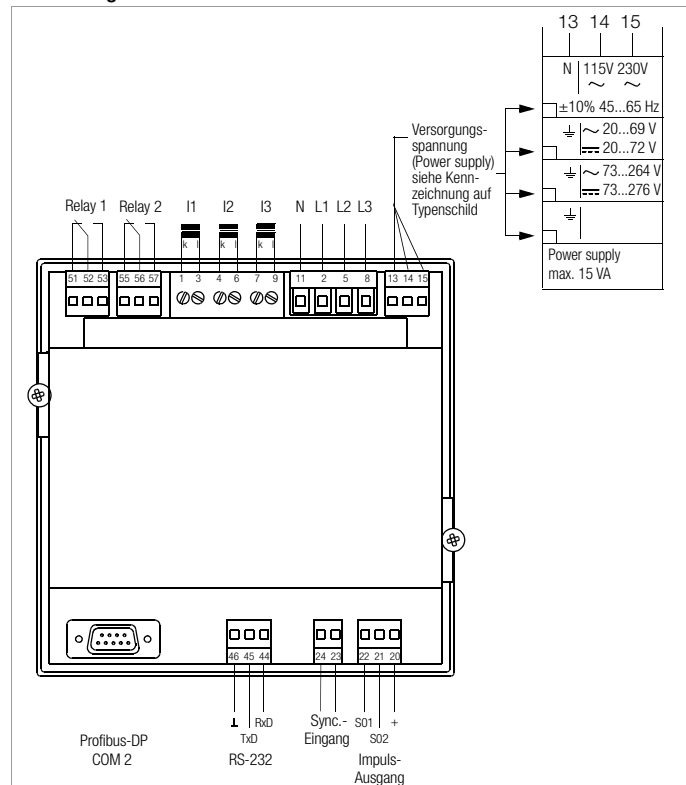 13 14 15
N 115V 230V
∼ ∼
±10% 45...65 Hz
∼ 20...69 V
20...72 V
∼ 73...264 V
73...276 V
Power supply
max. 15 VA
Versorgungs-
spannung
(Power supply)
siehe Kenn-
zeichnung auf
Typenschild
Relay 1 Relay 2 I1 I2 I3 N L1 L2 L3
k l k l k l
51 52 53 55 56 57 1 3 4 6 7 9 11 2 5 8 13 14 15
46 45 44 24 23 22 21 20
RxD
TxD
RS-232
Sync.-
Eingang
S01 +
S02
Impuls-
Ausgang
Profibus-DP
COM 2